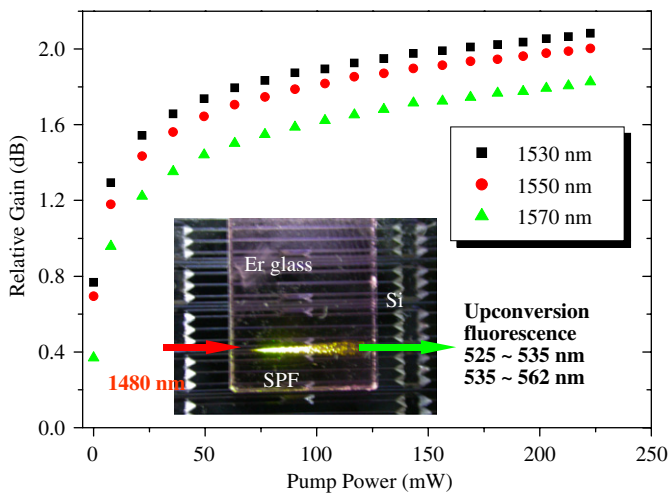 2.0
1.6
1.2
0.8
0.4
0.0
Relative Gain (dB)
0
50
100
150
200
250
Pump Power (mW)
1530 nm
1550 nm
1570 nm
Er glass
Si
SPF
1480 nm
Upconversion
fluorescence
525 ~ 535 nm
535 ~ 562 nm